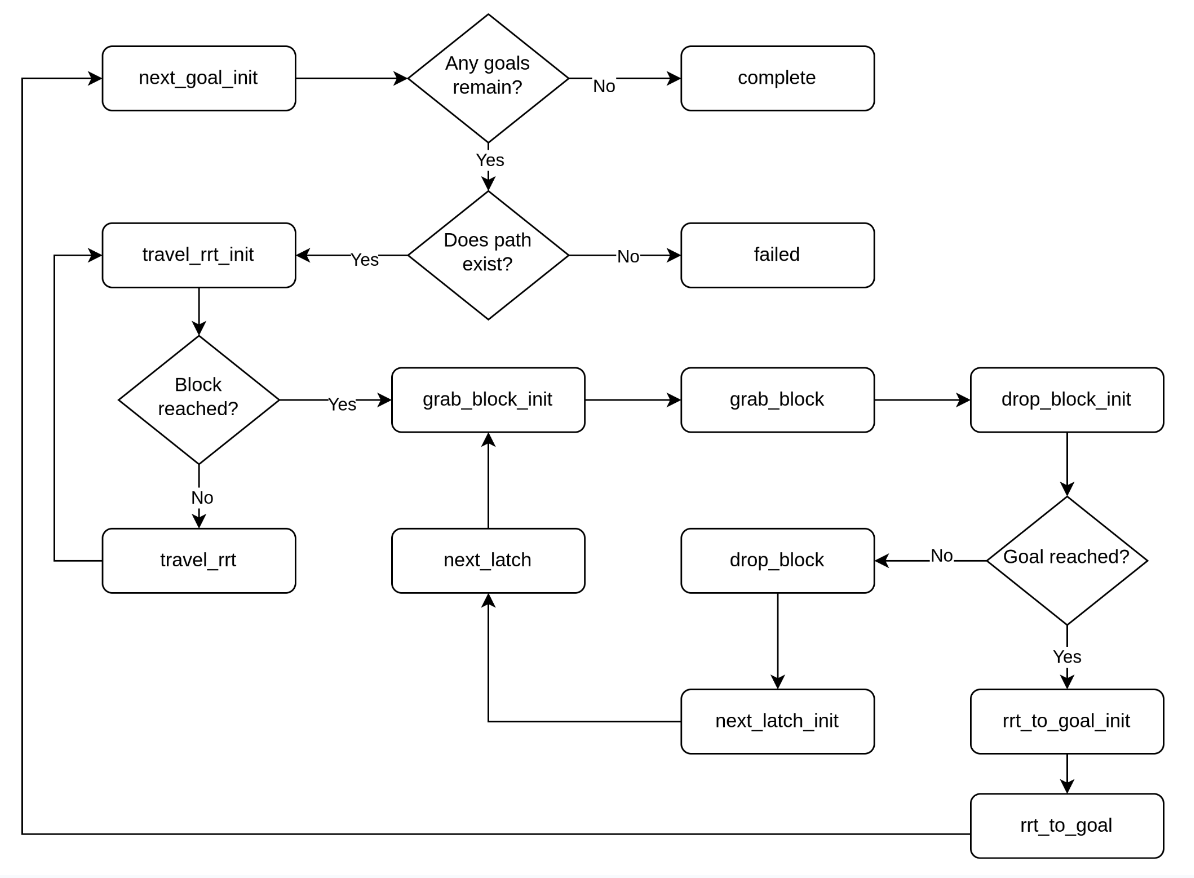 next_goal_init
Any goals
remain?
No
complete
Yes
travel_rrt_init
Yes
Does path
exist?
No
failed
Block
reached?
Yes
grab_block_init
grab_block
drop_block_init
No
travel_rrt
next_latch
drop_block
No
Goal reached?
Yes
next_latch_init
rrt_to_goal_init
rrt_to_goal